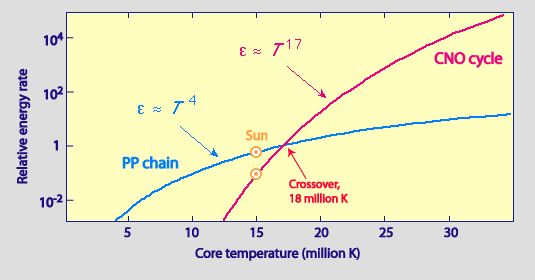 10⁴
10²
1
10⁻²
Relative energy rate
ε ≈ T¹⁷
CNO cycle
ε ≈ T⁴
Sun
PP chain
Crossover,
18 million K
5 10 15 20 25 30
Core temperature (million K)